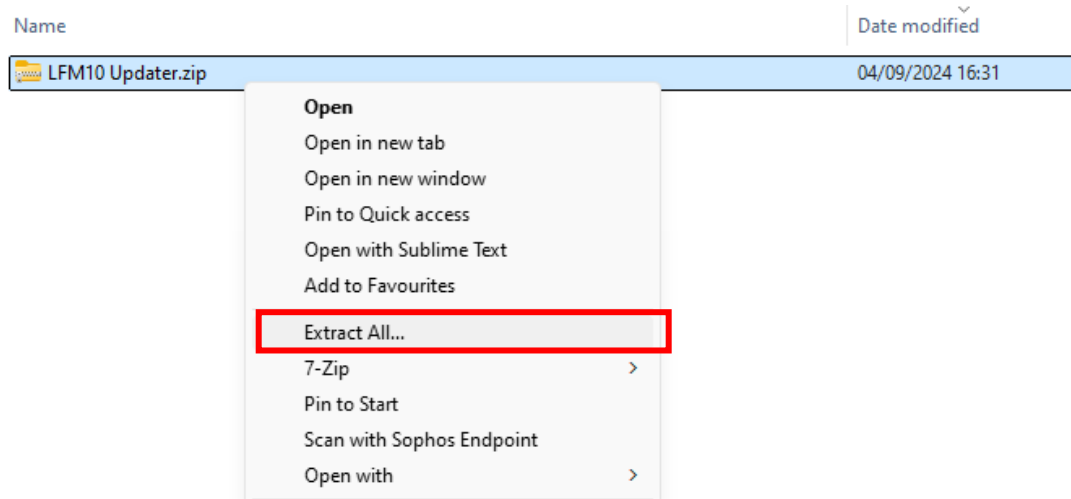 Name Date modified
LFM10 Updater.zip 04/09/2024 16:31
Open
Open in new tab
Open in new window
Pin to Quick access
Open with Sublime Text
Add to Favourites
Extract All...
7-Zip
Pin to Start
Scan with Sophos Endpoint
Open with